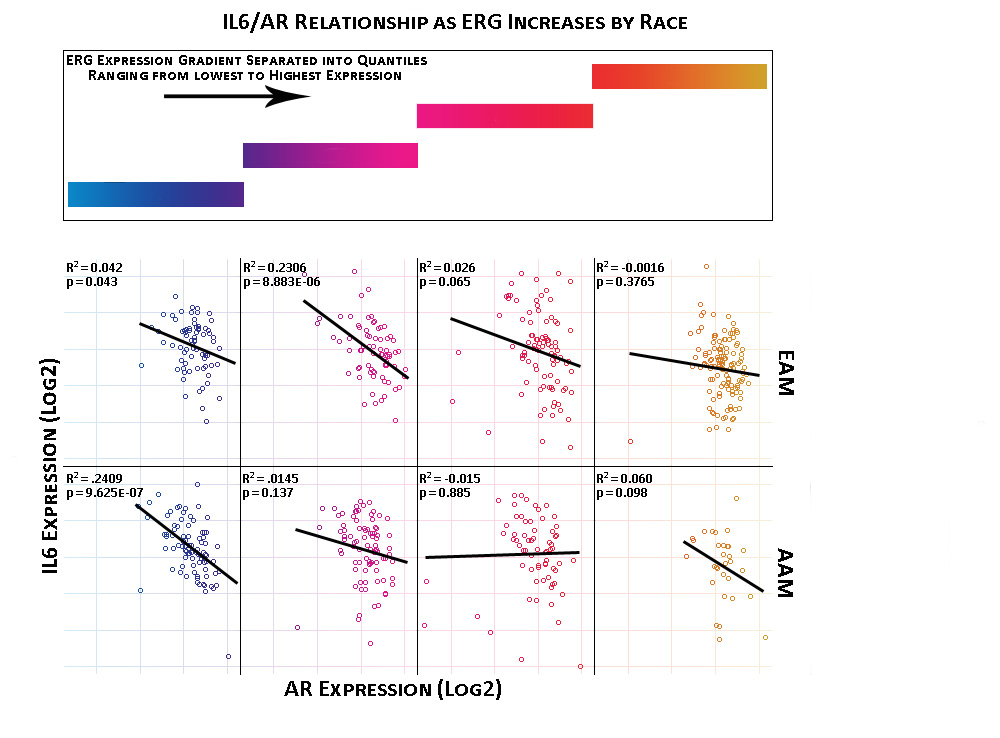 IL6/AR Relationship as ERG Increases by Race
ERG Expression Gradient Separated into Quantiles
Ranging from lowest to Highest Expression
R² = 0.042
p = 0.043
R² = 0.2306
p = 8.883E-06
R² = 0.026
p = 0.065
R² = -0.0016
p = 0.3765
EAM
IL6 Expression (Log2)
R² = .2409
p = 9.625E-07
R² = .0145
p = 0.137
R² = -0.015
p = 0.885
R² = 0.060
p = 0.098
AAM
AR Expression (Log2)